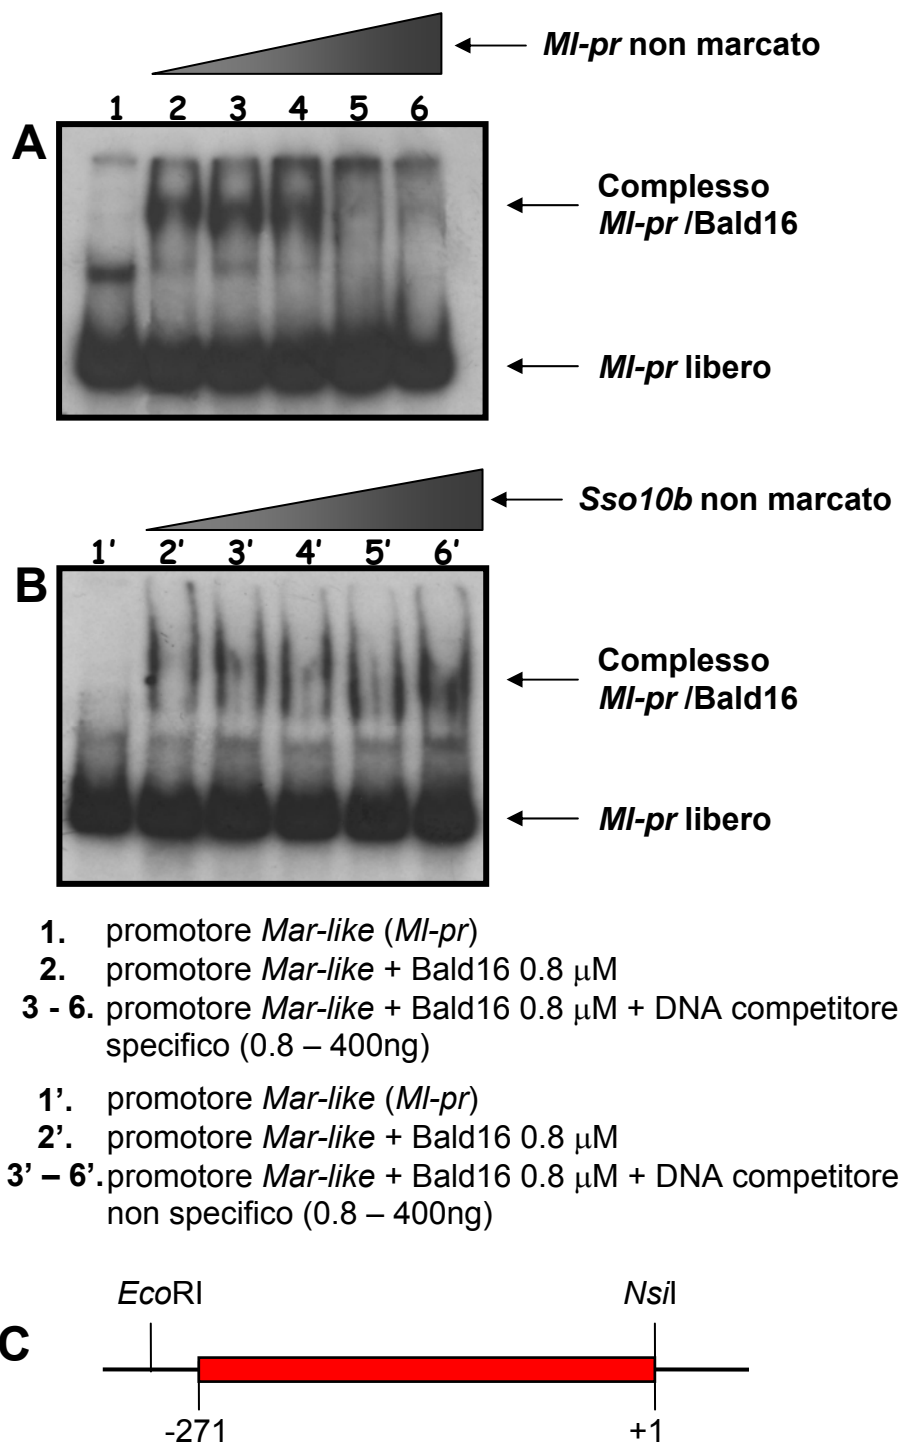 Ml-pr non marcato
1 2 3 4 5 6
A
Complesso
Ml-pr /Bald16
Ml-pr libero
Sso10b non marcato
1’ 2’ 3’ 4’ 5’ 6’
B
Complesso
Ml-pr /Bald16
Ml-pr libero
1. promotore Mar-like (Ml-pr)
2. promotore Mar-like + Bald16 0.8 μM
3 - 6. promotore Mar-like + Bald16 0.8 μM + DNA competitore
specifico (0.8 – 400ng)
1’. promotore Mar-like (Ml-pr)
2’. promotore Mar-like + Bald16 0.8 μM
3’ – 6’. promotore Mar-like + Bald16 0.8 μM + DNA competitore
non specifico (0.8 – 400ng)
EcoRI NsiI
C
-271 +1